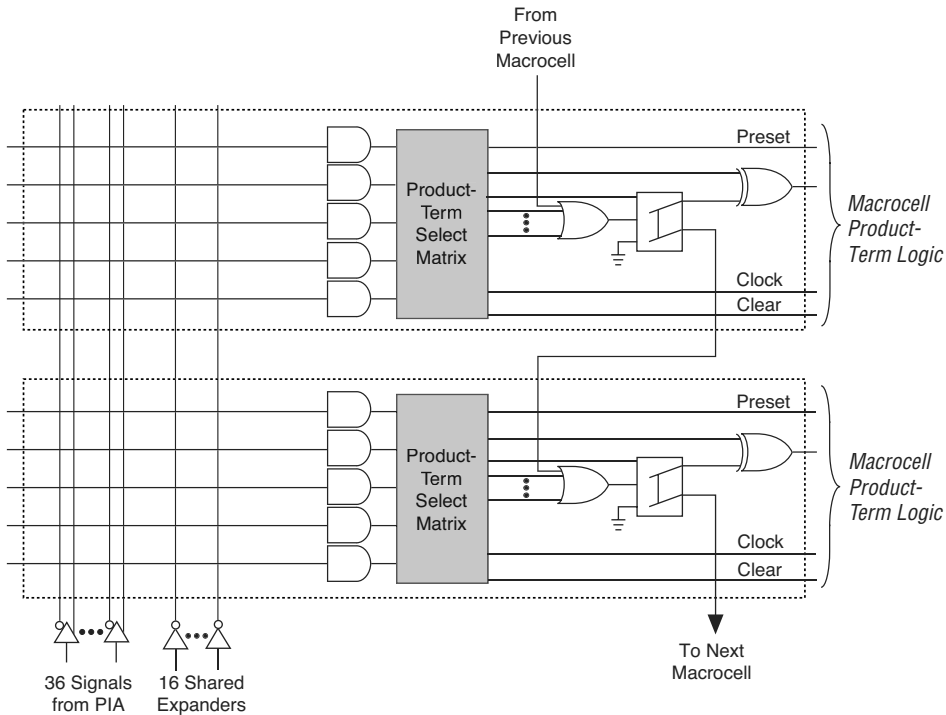 From
Previous
Macrocell
Preset
Product-
Term
Select
Matrix
Macrocell
Product-
Term Logic
Clock
Clear
Preset
Product-
Term
Select
Matrix
Macrocell
Product-
Term Logic
Clock
Clear
To Next
Macrocell
36 Signals
from PIA
16 Shared
Expanders